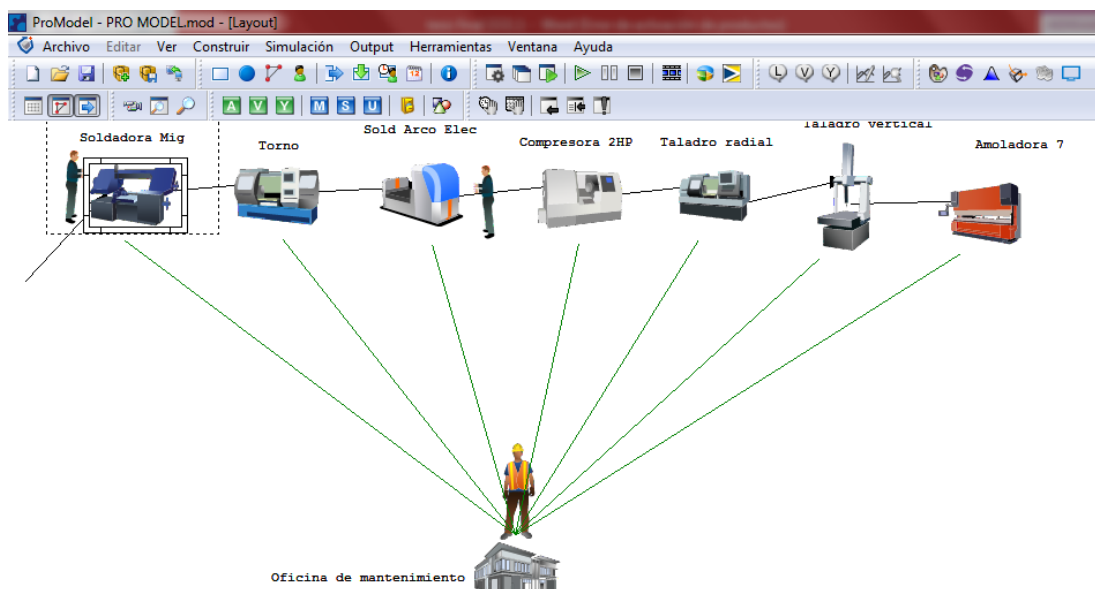 ProModel - PRO MODEL.mod - [Layout]
Archivo Editar Ver Construir Simulación Output Herramientas Ventana Ayuda
L V Y
A V Y M S U
Soldadora Mig
Torno
Sold Arco Elec
Compresora 2HP
Taladro radial
Taladro vertical
Amoladora 7
Oficina de mantenimiento